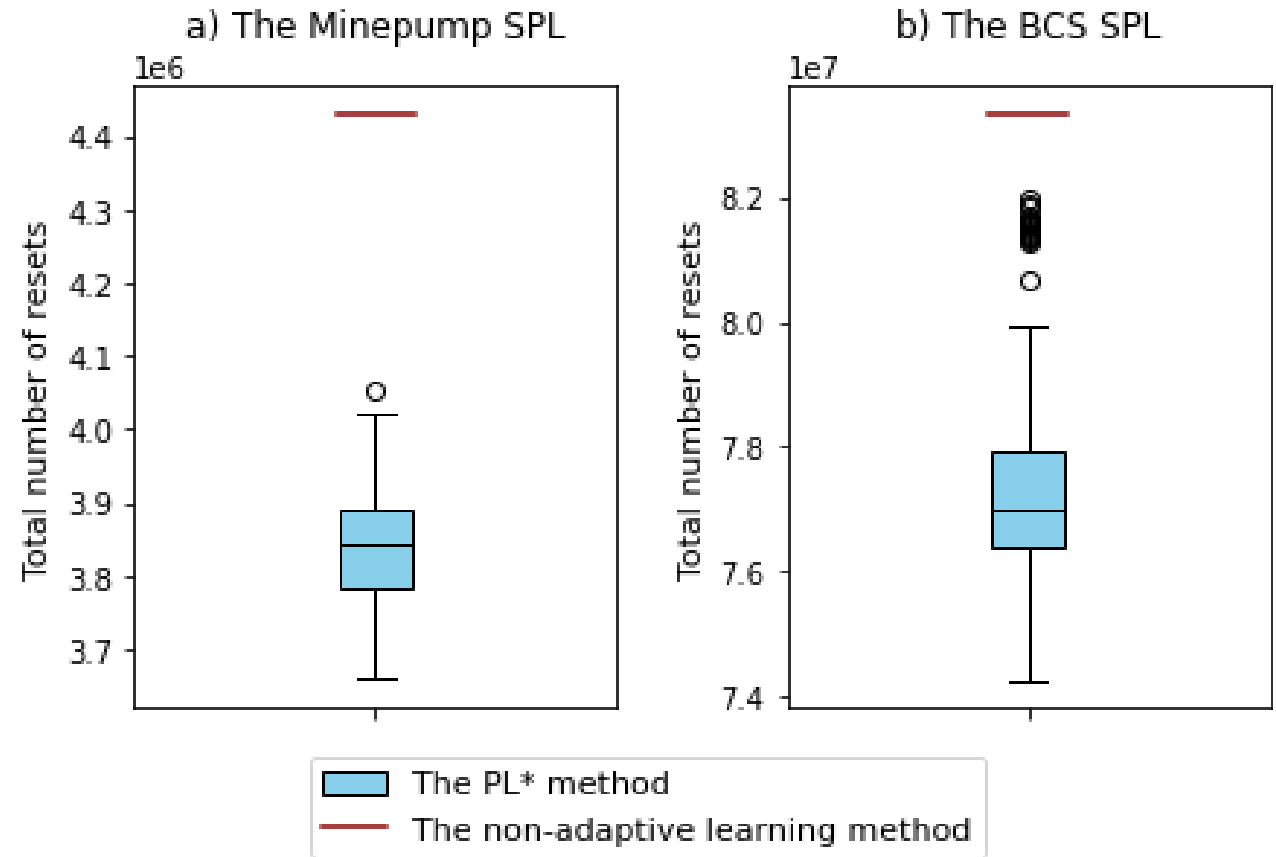 a) The Minepump SPL
1e6
Total number of resets
4.4
4.3
4.2
4.1
4.0
3.9
3.8
3.7
b) The BCS SPL
1e7
Total number of resets
8.2
8.0
7.8
7.6
7.4
The PL* method
The non-adaptive learning method